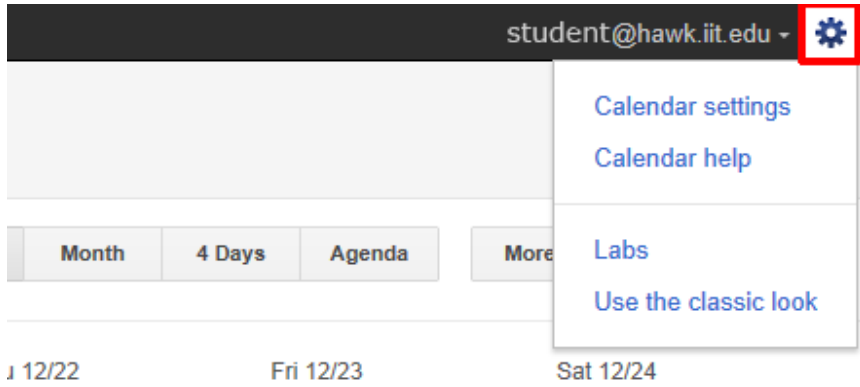 student@hawk.iit.edu
Calendar settings
Calendar help
Month 4 Days Agenda More
Labs
Use the classic look
12/22 Fri 12/23 Sat 12/24